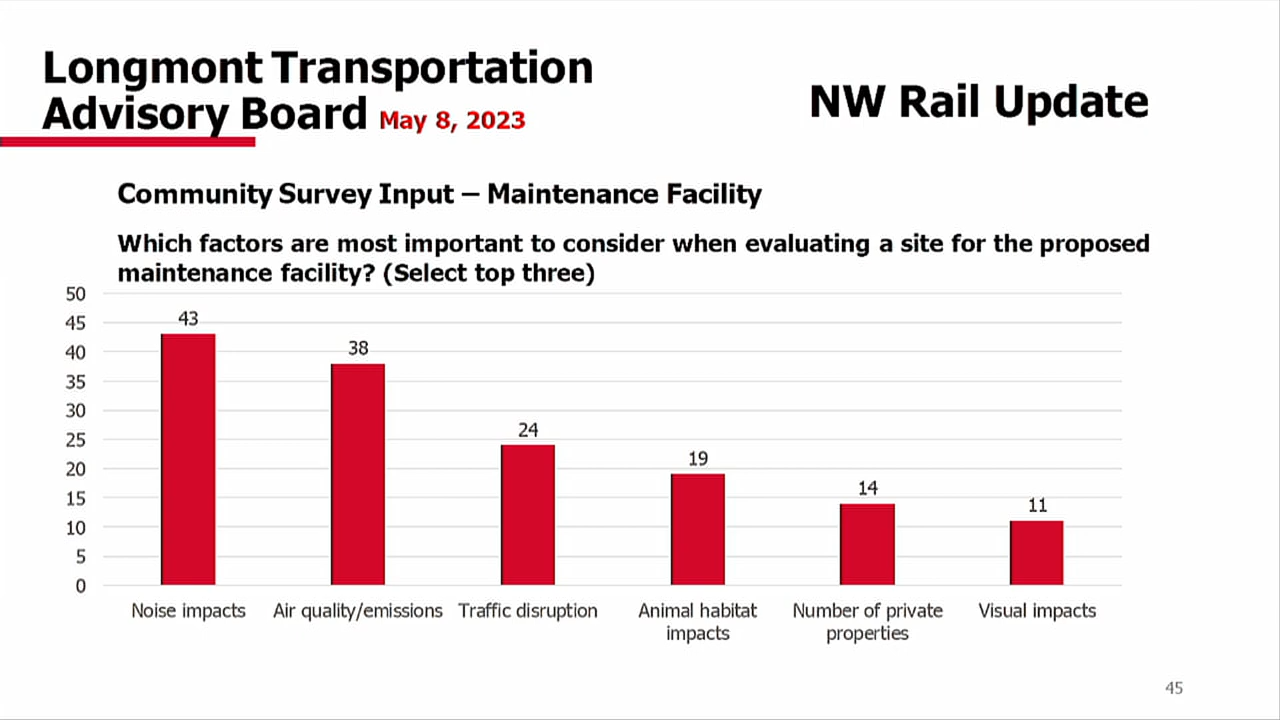 Longmont Transportation
Advisory Board May 8, 2023
NW Rail Update
Community Survey Input – Maintenance Facility
Which factors are most important to consider when evaluating a site for the proposed
maintenance facility? (Select top three)
50
45
40
35
30
25
20
15
10
5
0
43
38
24
19
14
11
Noise impacts
Air quality/emissions
Traffic disruption
Animal habitat
impacts
Number of private
properties
Visual impacts
45